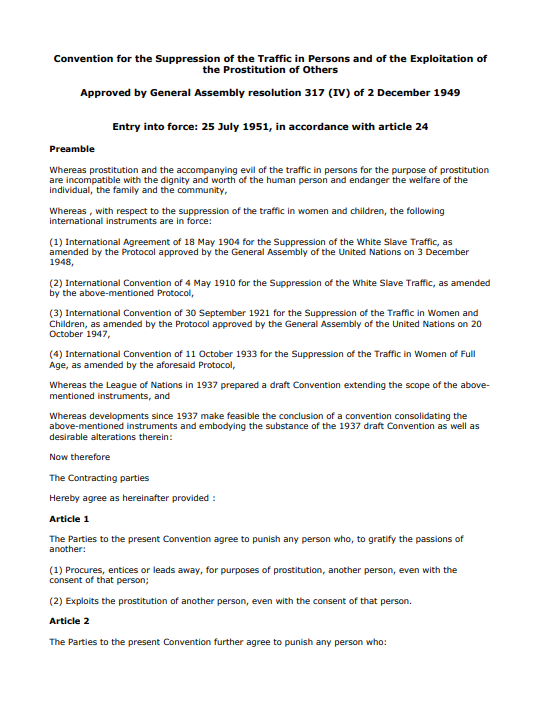 Convention for the Suppression of the Traffic in Persons and of the Exploitation of
the Prostitution of Others
Approved by General Assembly resolution 317 (IV) of 2 December 1949
Entry into force: 25 July 1951, in accordance with article 24
Preamble
Whereas prostitution and the accompanying evil of the traffic in persons for the purpose of prostitution
are incompatible with the dignity and worth of the human person and endanger the welfare of the
individual, the family and the community,
Whereas , with respect to the suppression of the traffic in women and children, the following
international instruments are in force:
(1) International Agreement of 18 May 1904 for the Suppression of the White Slave Traffic, as
amended by the Protocol approved by the General Assembly of the United Nations on 3 December
1948,
(2) International Convention of 4 May 1910 for the Suppression of the White Slave Traffic, as amended
by the above-mentioned Protocol,
(3) International Convention of 30 September 1921 for the Suppression of the Traffic in Women and
Children, as amended by the Protocol approved by the General Assembly of the United Nations on 20
October 1947,
(4) International Convention of 11 October 1933 for the Suppression of the Traffic in Women of Full
Age, as amended by the aforesaid Protocol,
Whereas the League of Nations in 1937 prepared a draft Convention extending the scope of the above-
mentioned instruments, and
Whereas developments since 1937 make feasible the conclusion of a convention consolidating the
above-mentioned instruments and embodying the substance of the 1937 draft Convention as well as
desirable alterations therein:
Now therefore
The Contracting parties
Hereby agree as hereinafter provided :
Article 1
The Parties to the present Convention agree to punish any person who, to gratify the passions of
another:
(1) Procures, entices or leads away, for purposes of prostitution, another person, even with the
consent of that person;
(2) Exploits the prostitution of another person, even with the consent of that person.
Article 2
The Parties to the present Convention further agree to punish any person who: